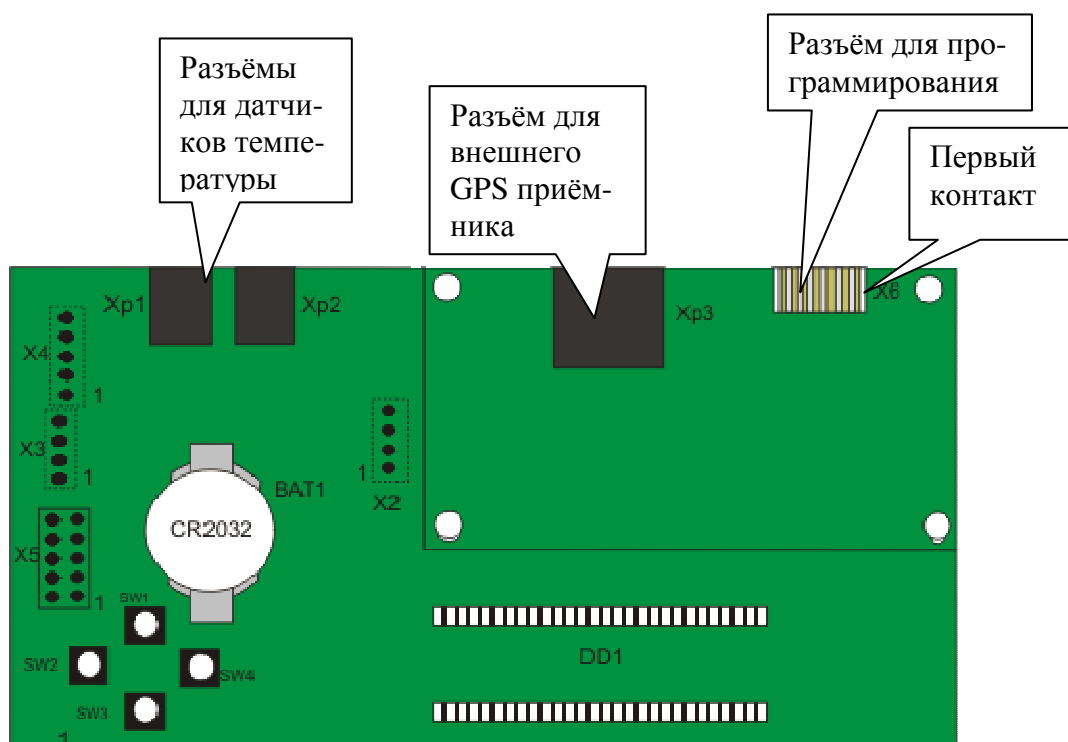 Разъёмы
для датчи-
ков темпе-
ратуры
Разъём для
внешнего
GPS приём-
ника
Разъём для про-
граммирования
Первый
контакт
Xp1
Xp2
Xp3
X6
X4
1
X3
1
1
X2
BAT1
CR2032
X5
1
SW1
SW2
SW4
SW3
1
DD1